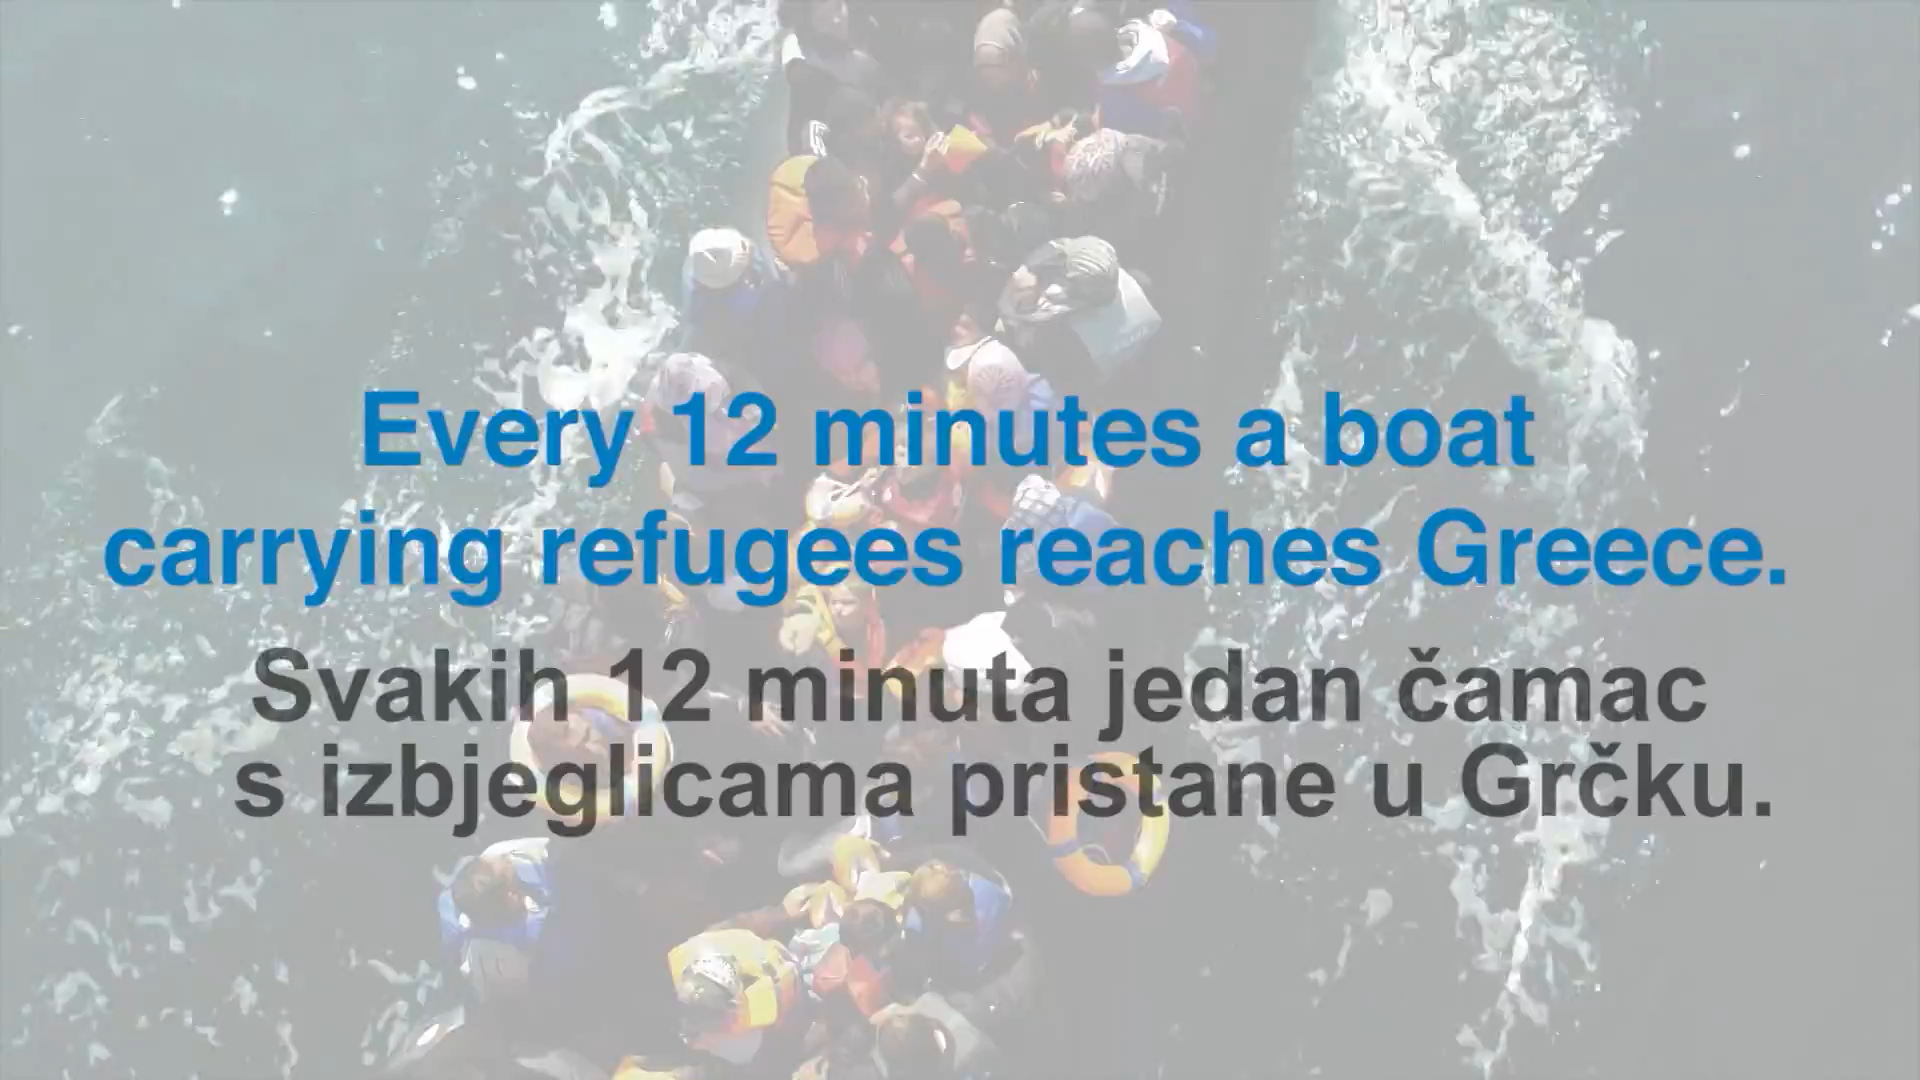 Every 12 minutes a boat
carrying refugees reaches Greece.
Svakih 12 minuta jedan čamac
s izbjeglicama pristane u Grčku.